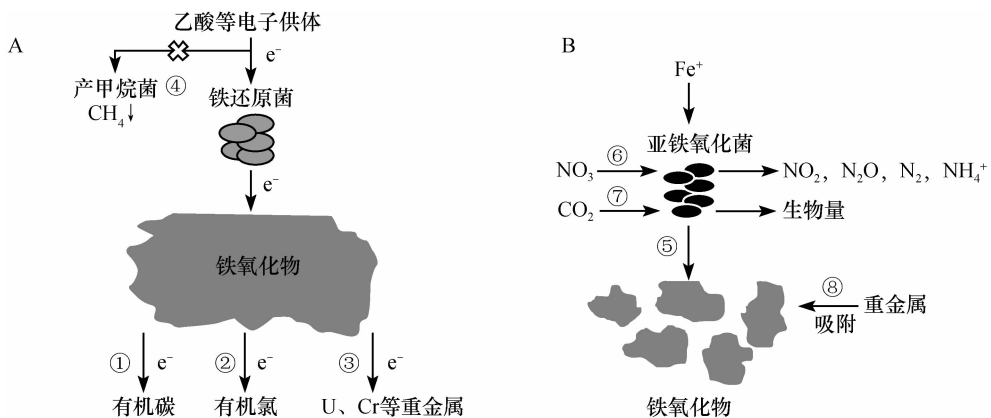 A
乙酸等电子供体
e⁻
产甲烷菌 ④
CH₄↓
铁还原菌
e⁻
铁氧化物
① e⁻
② e⁻
③ e⁻
有机碳
有机氯
U、Cr等重金属
B
Fe⁺
亚铁氧化菌
NO₃ ⑥
NO₂，N₂O，N₂，NH₄⁺
CO₂ ⑦
生物量
⑤
⑧
重金属
吸附
铁氧化物